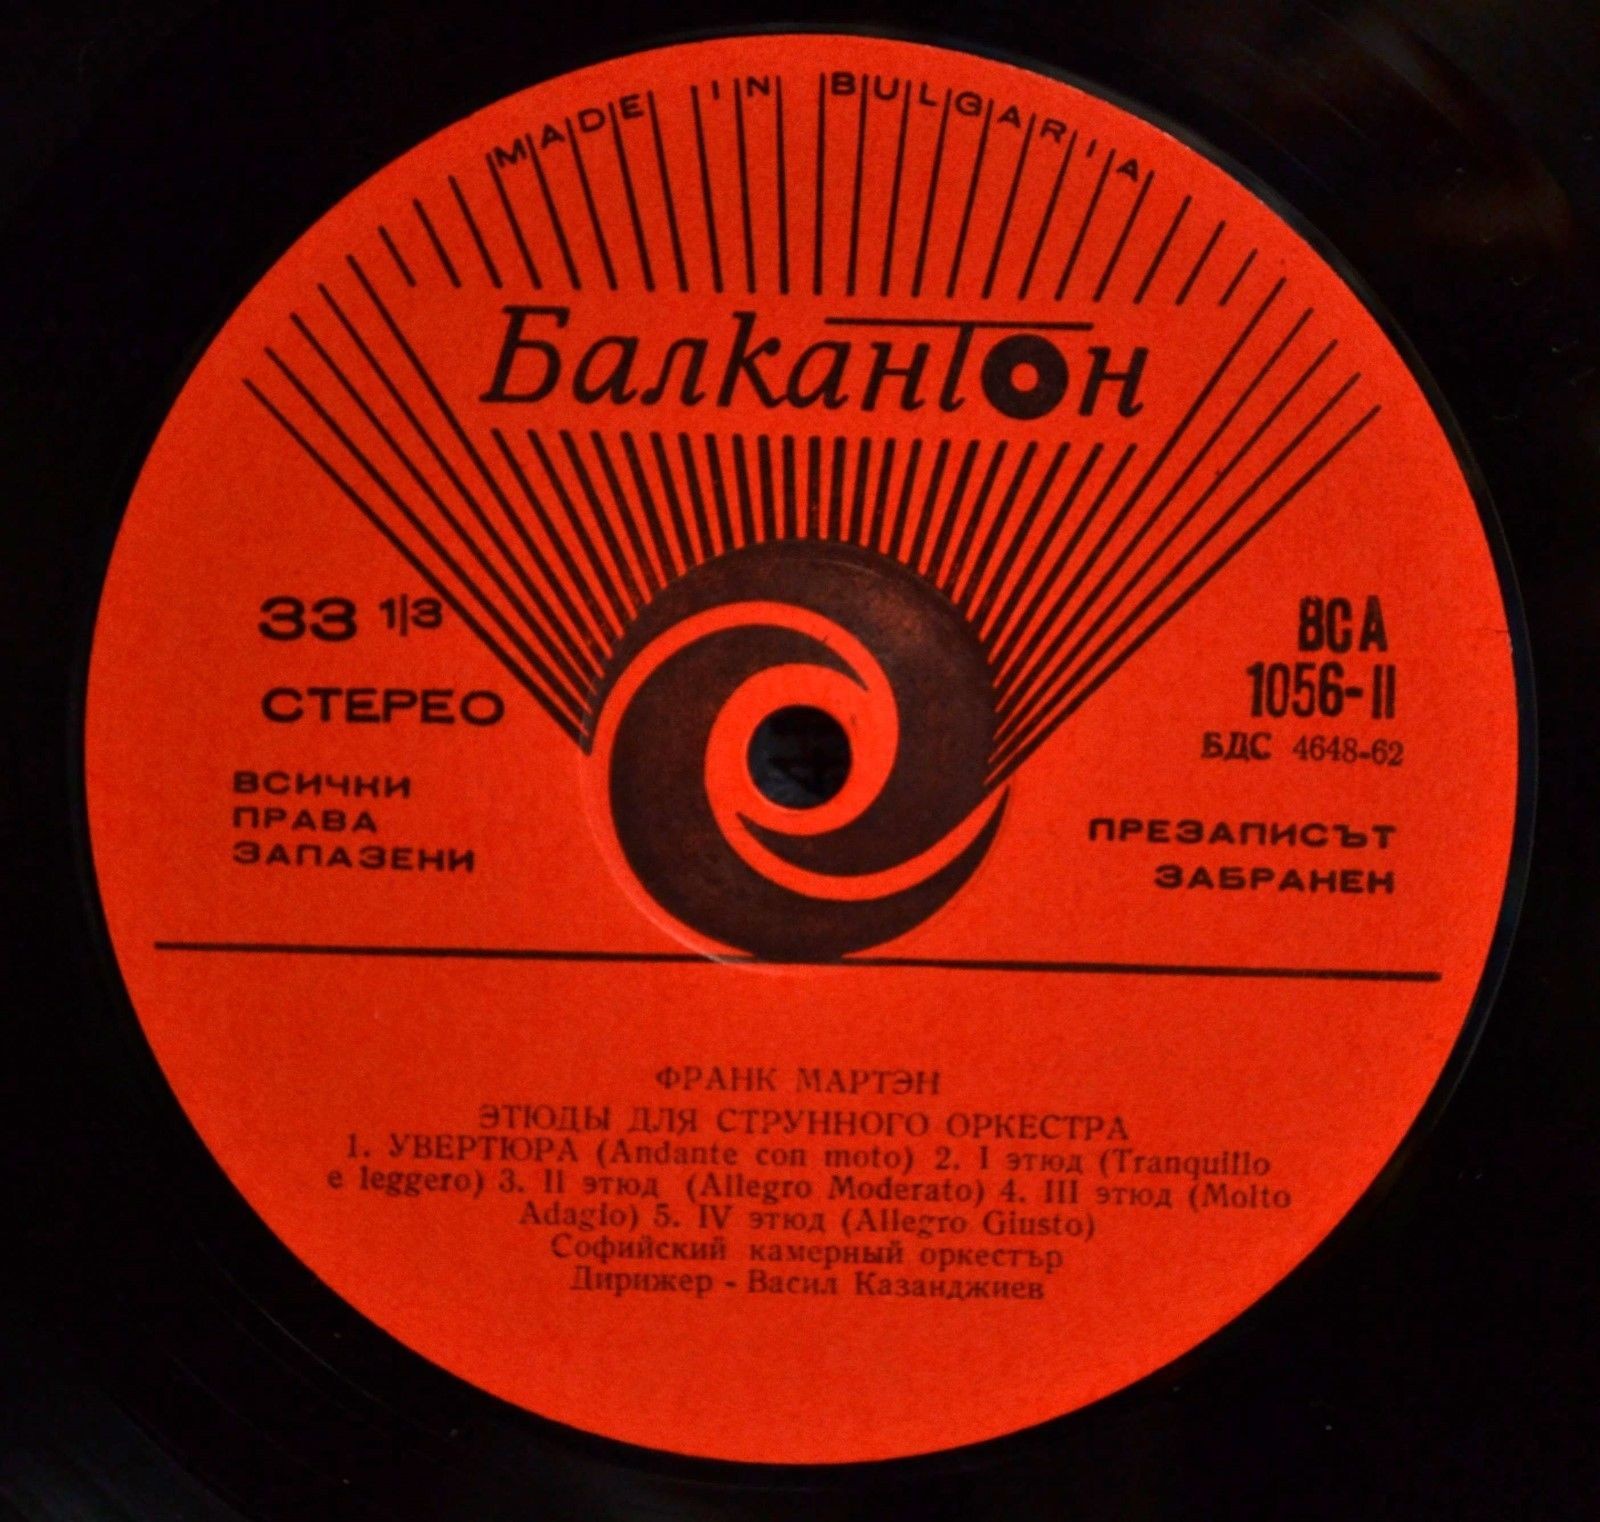 MADE IN BULGARIA
Балкантон
33 1|3
СТЕРЕО
ВСИЧКИ
ПРАВА
ЗАПАЗЕНИ
ВСА
1056-II
БДС 4648-62
ПРЕЗАПИСЪТ
ЗАБРАНЕН
ФРАНК МАРТЭН
ЭТЮДЫ ДЛЯ СТРУННОГО ОРКЕСТРА
1. УВЕРТЮРА (Andante con moto) 2. I этюд (Tranquillo
e leggero) 3. II этюд (Allegro Moderato) 4. III этюд (Molto
Adagio) 5. IV этюд (Allegro Giusto)
Софийский камерный оркестър
Дирижер - Васил Казанджиев